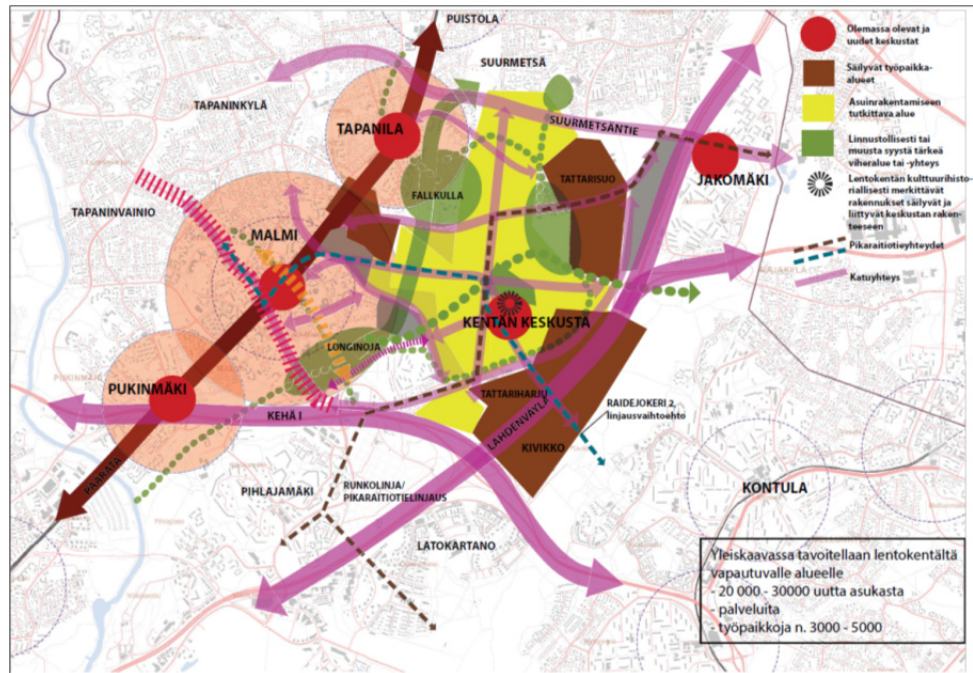 PUISTOLA
SUURMETSÄ
TAPANINKYLÄ
TAPANILA
SUURMETSÄNTIE
JAKOMÄKI
FALLKULLA
TATTARISUO
TAPANINVAINIO
MALMI
KENTÄN KESKUSTA
LONGINOJA
PUKINMÄKI
TATTARIHARJU
KEHÄ I
LAHDENVÄYLÄ
RAIDEJOKERI 2,
linjausvaihtoehto
KIVIKKO
PÄÄRATA
PIHLAJAMÄKI
RUNKOLINJA/
PIKARAITIOTIELINJAUS
KONTULA
LATOKARTANO
Olemassa olevat ja
uudet keskustat
Säilyvät työpaikka-
alueet
Asuinrakentamiseen
tutkittava alue
Linnustollisesti tai
muusta syystä tärkeä
viheralue tai -yhteys
Lentokentän kulttuurihisto-
riallisesti merkittävät
rakennukset säilyvät ja
liittyvät keskustan raken-
teeseen
Pikaraitiotieyhteydet
Katuyhteys
Yleiskaavassa tavoitellaan lentokentältä
vapautuvalle alueelle
- 20 000 - 30000 uutta asukasta
- palveluita
- työpaikkoja n. 3000 - 5000